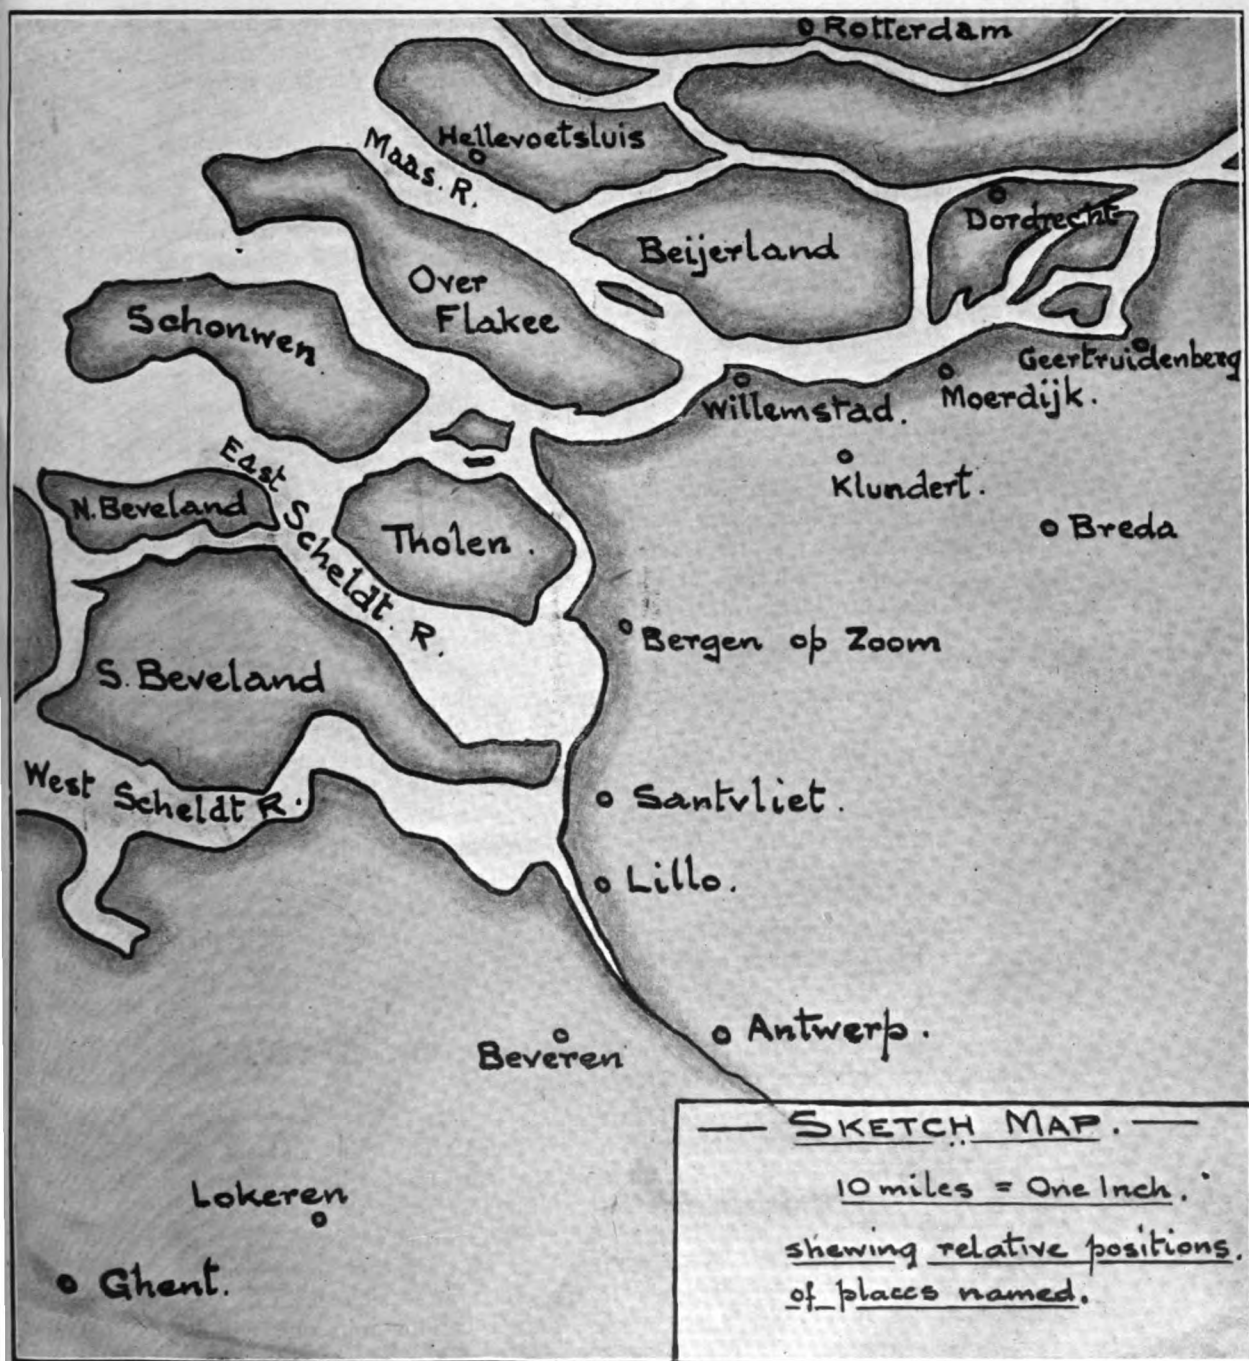 Rotterdam
Hellevoetsluis
Maas. R.
Dordrecht
Beijerland
Over
Flakee
Schonwen
Geertruidenberg
Willemstad.
Moerdijk.
Klundert.
East Scheldt. R.
N. Beveland
Tholen.
Breda
Bergen op Zoom
S. Beveland
West Scheldt R.
Santvliet.
Lillo.
Antwerp.
Beveren
Lokeren
Ghent.
SKETCH MAP.
10 miles = One Inch.
shewing relative positions.
of places named.